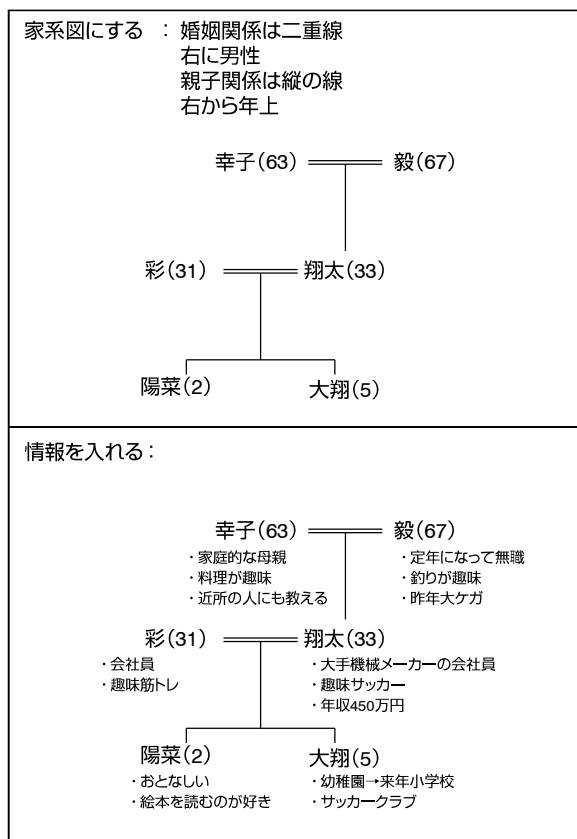 家系図にする ： 婚姻関係は二重線
右に男性
親子関係は縦の線
右から年上
幸子(63) 毅(67)
彩(31) 翔太(33)
陽菜(2) 大翔(5)
情報を入れる：
幸子(63) 毅(67)
・家庭的な母親 ・定年になって無職
・料理が趣味 ・釣りが趣味
・近所の人にも教える ・昨年大ケガ
彩(31) 翔太(33)
・会社員 ・大手機械メーカーの会社員
・趣味筋トレ ・趣味サッカー
・年収450万円
陽菜(2) 大翔(5)
・おとなしい ・幼稚園→来年小学校
・絵本を読むのが好き ・サッカークラブ